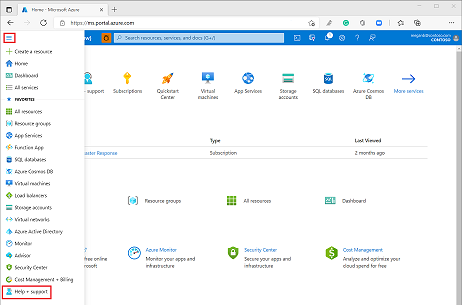 Home - Microsoft Azure
https://ms.portal.azure.com
Search resources, services, and docs (G+/)
CONTOSO
Create a resource
Home
Dashboard
All services
FAVORITES
All resources
Resource groups
App Services
Function App
SQL databases
Azure Cosmos DB
Virtual machines
Load balancers
Storage accounts
Virtual networks
Azure Active Directory
Monitor
Advisor
Security Center
Cost Management + Billing
Help + support
+ support
Subscriptions
Quickstart Center
Virtual machines
App Services
Storage accounts
SQL databases
Azure Cosmos DB
More services
Type
Last Viewed
aster Response
Subscription
2 months ago
Resource groups
All resources
Dashboard
free online
Microsoft
Azure Monitor
Monitor your apps and infrastructure
Security Center
Secure your apps and infrastructure
Cost Management
Analyze and optimize your cloud spend for free